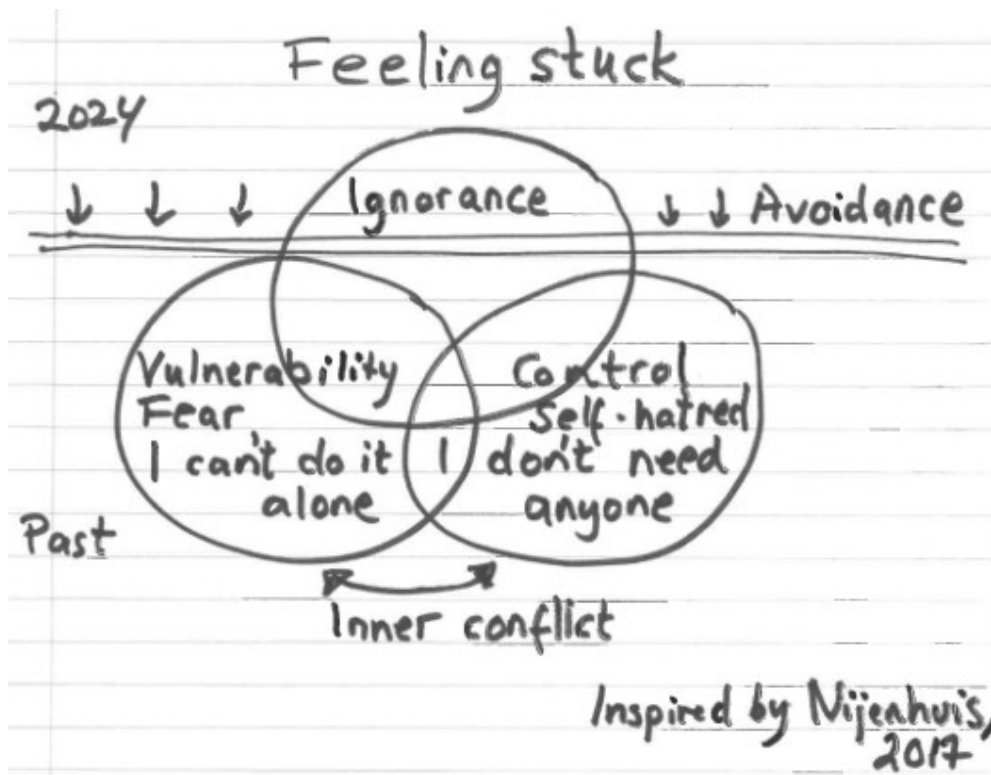 Feeling stuck
2024
Ignorance
Avoidance
Vulnerability
Fear
I can't do it
alone
Control
Self-hatred
I don't need
anyone
Past
Inner conflict
Inspired by Nijenhuis,
2017